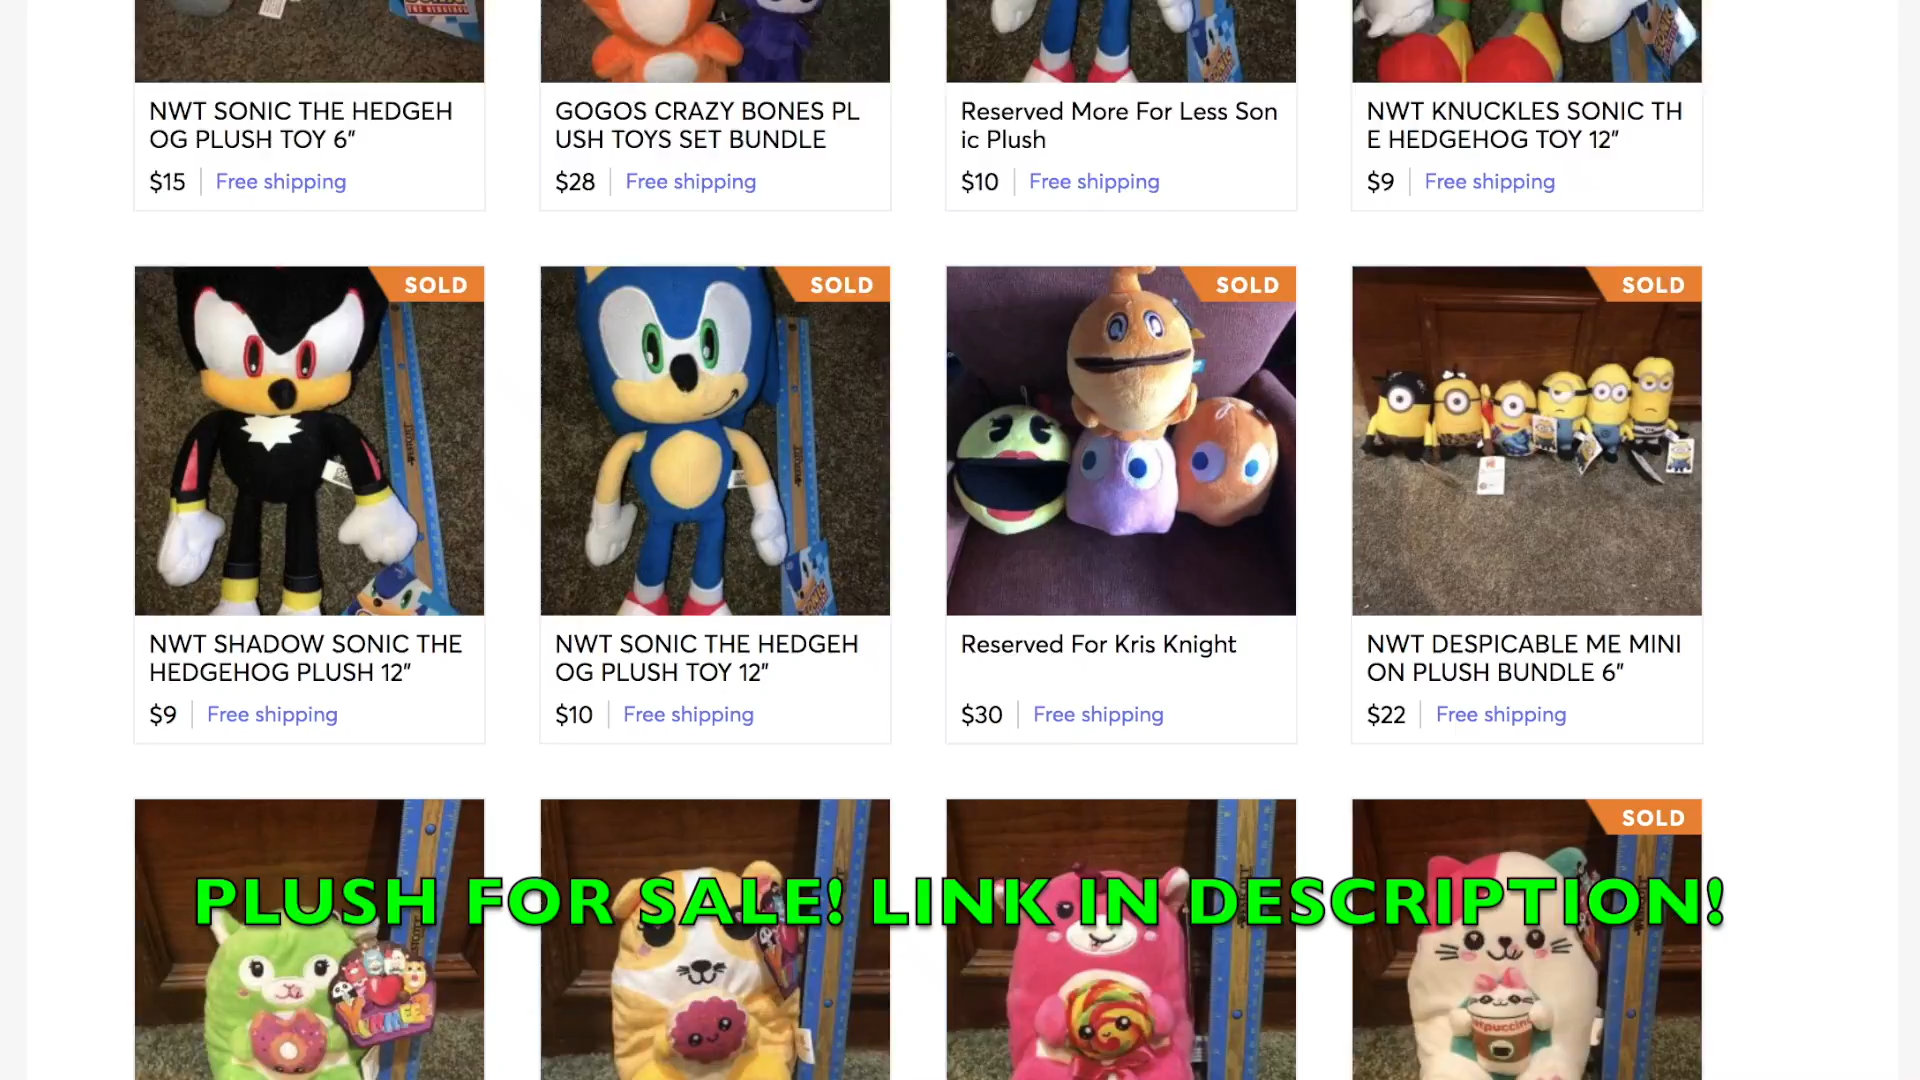 NWT SONIC THE HEDGEH
OG PLUSH TOY 6”
$15 Free shipping
GOGOS CRAZY BONES PL
USH TOYS SET BUNDLE
$28 Free shipping
Reserved More For Less Son
ic Plush
$10 Free shipping
NWT KNUCKLES SONIC TH
E HEDGEHOG TOY 12”
$9 Free shipping
SOLD
SOLD
SOLD
SOLD
NWT SHADOW SONIC THE
HEDGEHOG PLUSH 12”
$9 Free shipping
NWT SONIC THE HEDGEH
OG PLUSH TOY 12”
$10 Free shipping
Reserved For Kris Knight
$30 Free shipping
NWT DESPICABLE ME MINI
ON PLUSH BUNDLE 6”
$22 Free shipping
SOLD
PLUSH FOR SALE! LINK IN DESCRIPTION!